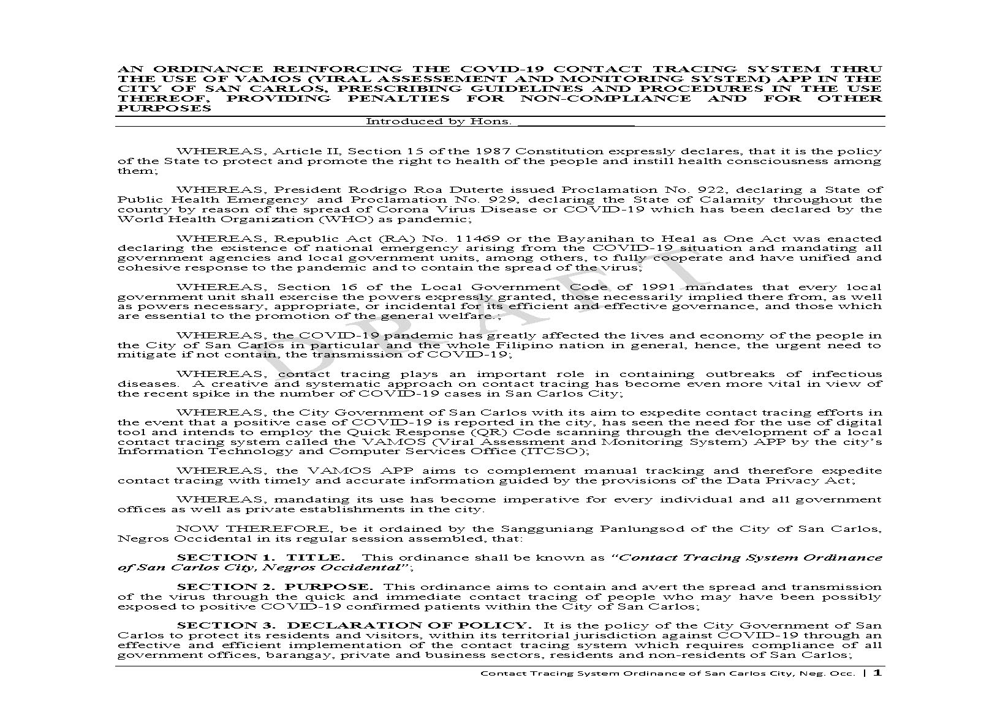 AN ORDINANCE REINFORCING THE COVID-19 CONTACT TRACING SYSTEM THRU
THE USE OF VAMOS (VIRAL ASSESSEMENT AND MONITORING SYSTEM) APP IN THE
CITY OF SAN CARLOS, PRESCRIBING GUIDELINES AND PROCEDURES IN THE USE
THEREOF, PROVIDING PENALTIES FOR NON-COMPLIANCE AND FOR OTHER
PURPOSES
Introduced by Hons. _________________
WHEREAS, Article II, Section 15 of the 1987 Constitution expressly declares, that it is the policy
of the State to protect and promote the right to health of the people and instill health consciousness among
them;
WHEREAS, President Rodrigo Roa Duterte issued Proclamation No. 922, declaring a State of
Public Health Emergency and Proclamation No. 929, declaring the State of Calamity throughout the
country by reason of the spread of Corona Virus Disease or COVID-19 which has been declared by the
World Health Organization (WHO) as pandemic;
WHEREAS, Republic Act (RA) No. 11469 or the Bayanihan to Heal as One Act was enacted
declaring the existence of national emergency arising from the COVID-19 situation and mandating all
government agencies and local government units, among others, to fully cooperate and have unified and
cohesive response to the pandemic and to contain the spread of the virus;
WHEREAS, Section 16 of the Local Government Code of 1991 mandates that every local
government unit shall exercise the powers expressly granted, those necessarily implied there from, as well
as powers necessary, appropriate, or incidental for its efficient and effective governance, and those which
are essential to the promotion of the general welfare.;
WHEREAS, the COVID-19 pandemic has greatly affected the lives and economy of the people in
the City of San Carlos in particular and the whole Filipino nation in general, hence, the urgent need to
mitigate if not contain, the transmission of COVID-19;
WHEREAS, contact tracing plays an important role in containing outbreaks of infectious
diseases. A creative and systematic approach on contact tracing has become even more vital in view of
the recent spike in the number of COVID-19 cases in San Carlos City;
WHEREAS, the City Government of San Carlos with its aim to expedite contact tracing efforts in
the event that a positive case of COVID-19 is reported in the city, has seen the need for the use of digital
tool and intends to employ the Quick Response (QR) Code scanning through the development of a local
contact tracing system called the VAMOS (Viral Assessment and Monitoring System) APP by the city's
Information Technology and Computer Services Office (ITCSO);
WHEREAS, the VAMOS APP aims to complement manual tracking and therefore expedite
contact tracing with timely and accurate information guided by the provisions of the Data Privacy Act;
WHEREAS, mandating its use has become imperative for every individual and all government
offices as well as private establishments in the city.
NOW THEREFORE, be it ordained by the Sangguniang Panlungsod of the City of San Carlos,
Negros Occidental in its regular session assembled, that:
SECTION 1. TITLE. This ordinance shall be known as “Contact Tracing System Ordinance
of San Carlos City, Negros Occidental”;
SECTION 2. PURPOSE. This ordinance aims to contain and avert the spread and transmission
of the virus through the quick and immediate contact tracing of people who may have been possibly
exposed to positive COVID-19 confirmed patients within the City of San Carlos;
SECTION 3. DECLARATION OF POLICY. It is the policy of the City Government of San
Carlos to protect its residents and visitors, within its territorial jurisdiction against COVID-19 through an
effective and efficient implementation of the contact tracing system which requires compliance of all
government offices, barangay, private and business sectors, residents and non-residents of San Carlos;
Contact Tracing System Ordinance of San Carlos City, Neg. Occ. | 1
DRAFT